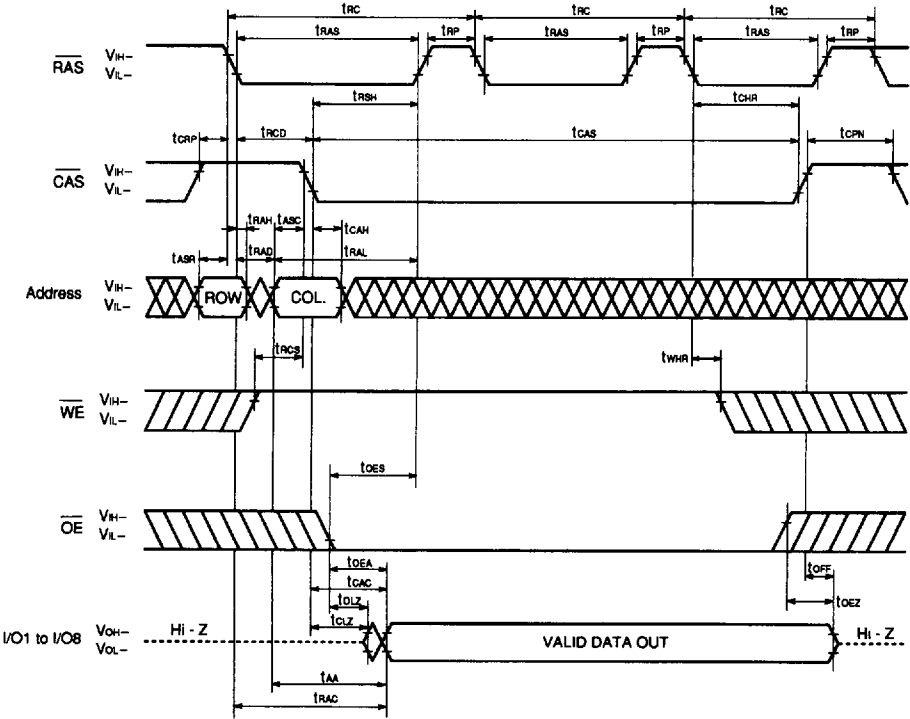 tRC tRC tRC
tRAS tRP tRAS tRP tRAS tRP
RAS VIH– VIL–
tRSH tCHR
tCRP tRCD tCAS tCPN
CAS VIH– VIL–
tRAH tASC tCAH
tASR tRAD tRAL
Address VIH– VIL– ROW COL.
tRCS tWHR
WE VIH– VIL–
tOES
OE VIH– VIL–
tOEA tOFF
tCAC
tOLZ tOEZ
tCLZ
I/O1 to I/O8 VOH– VOL– Hi - Z VALID DATA OUT Hi - Z
tAA
tRAC